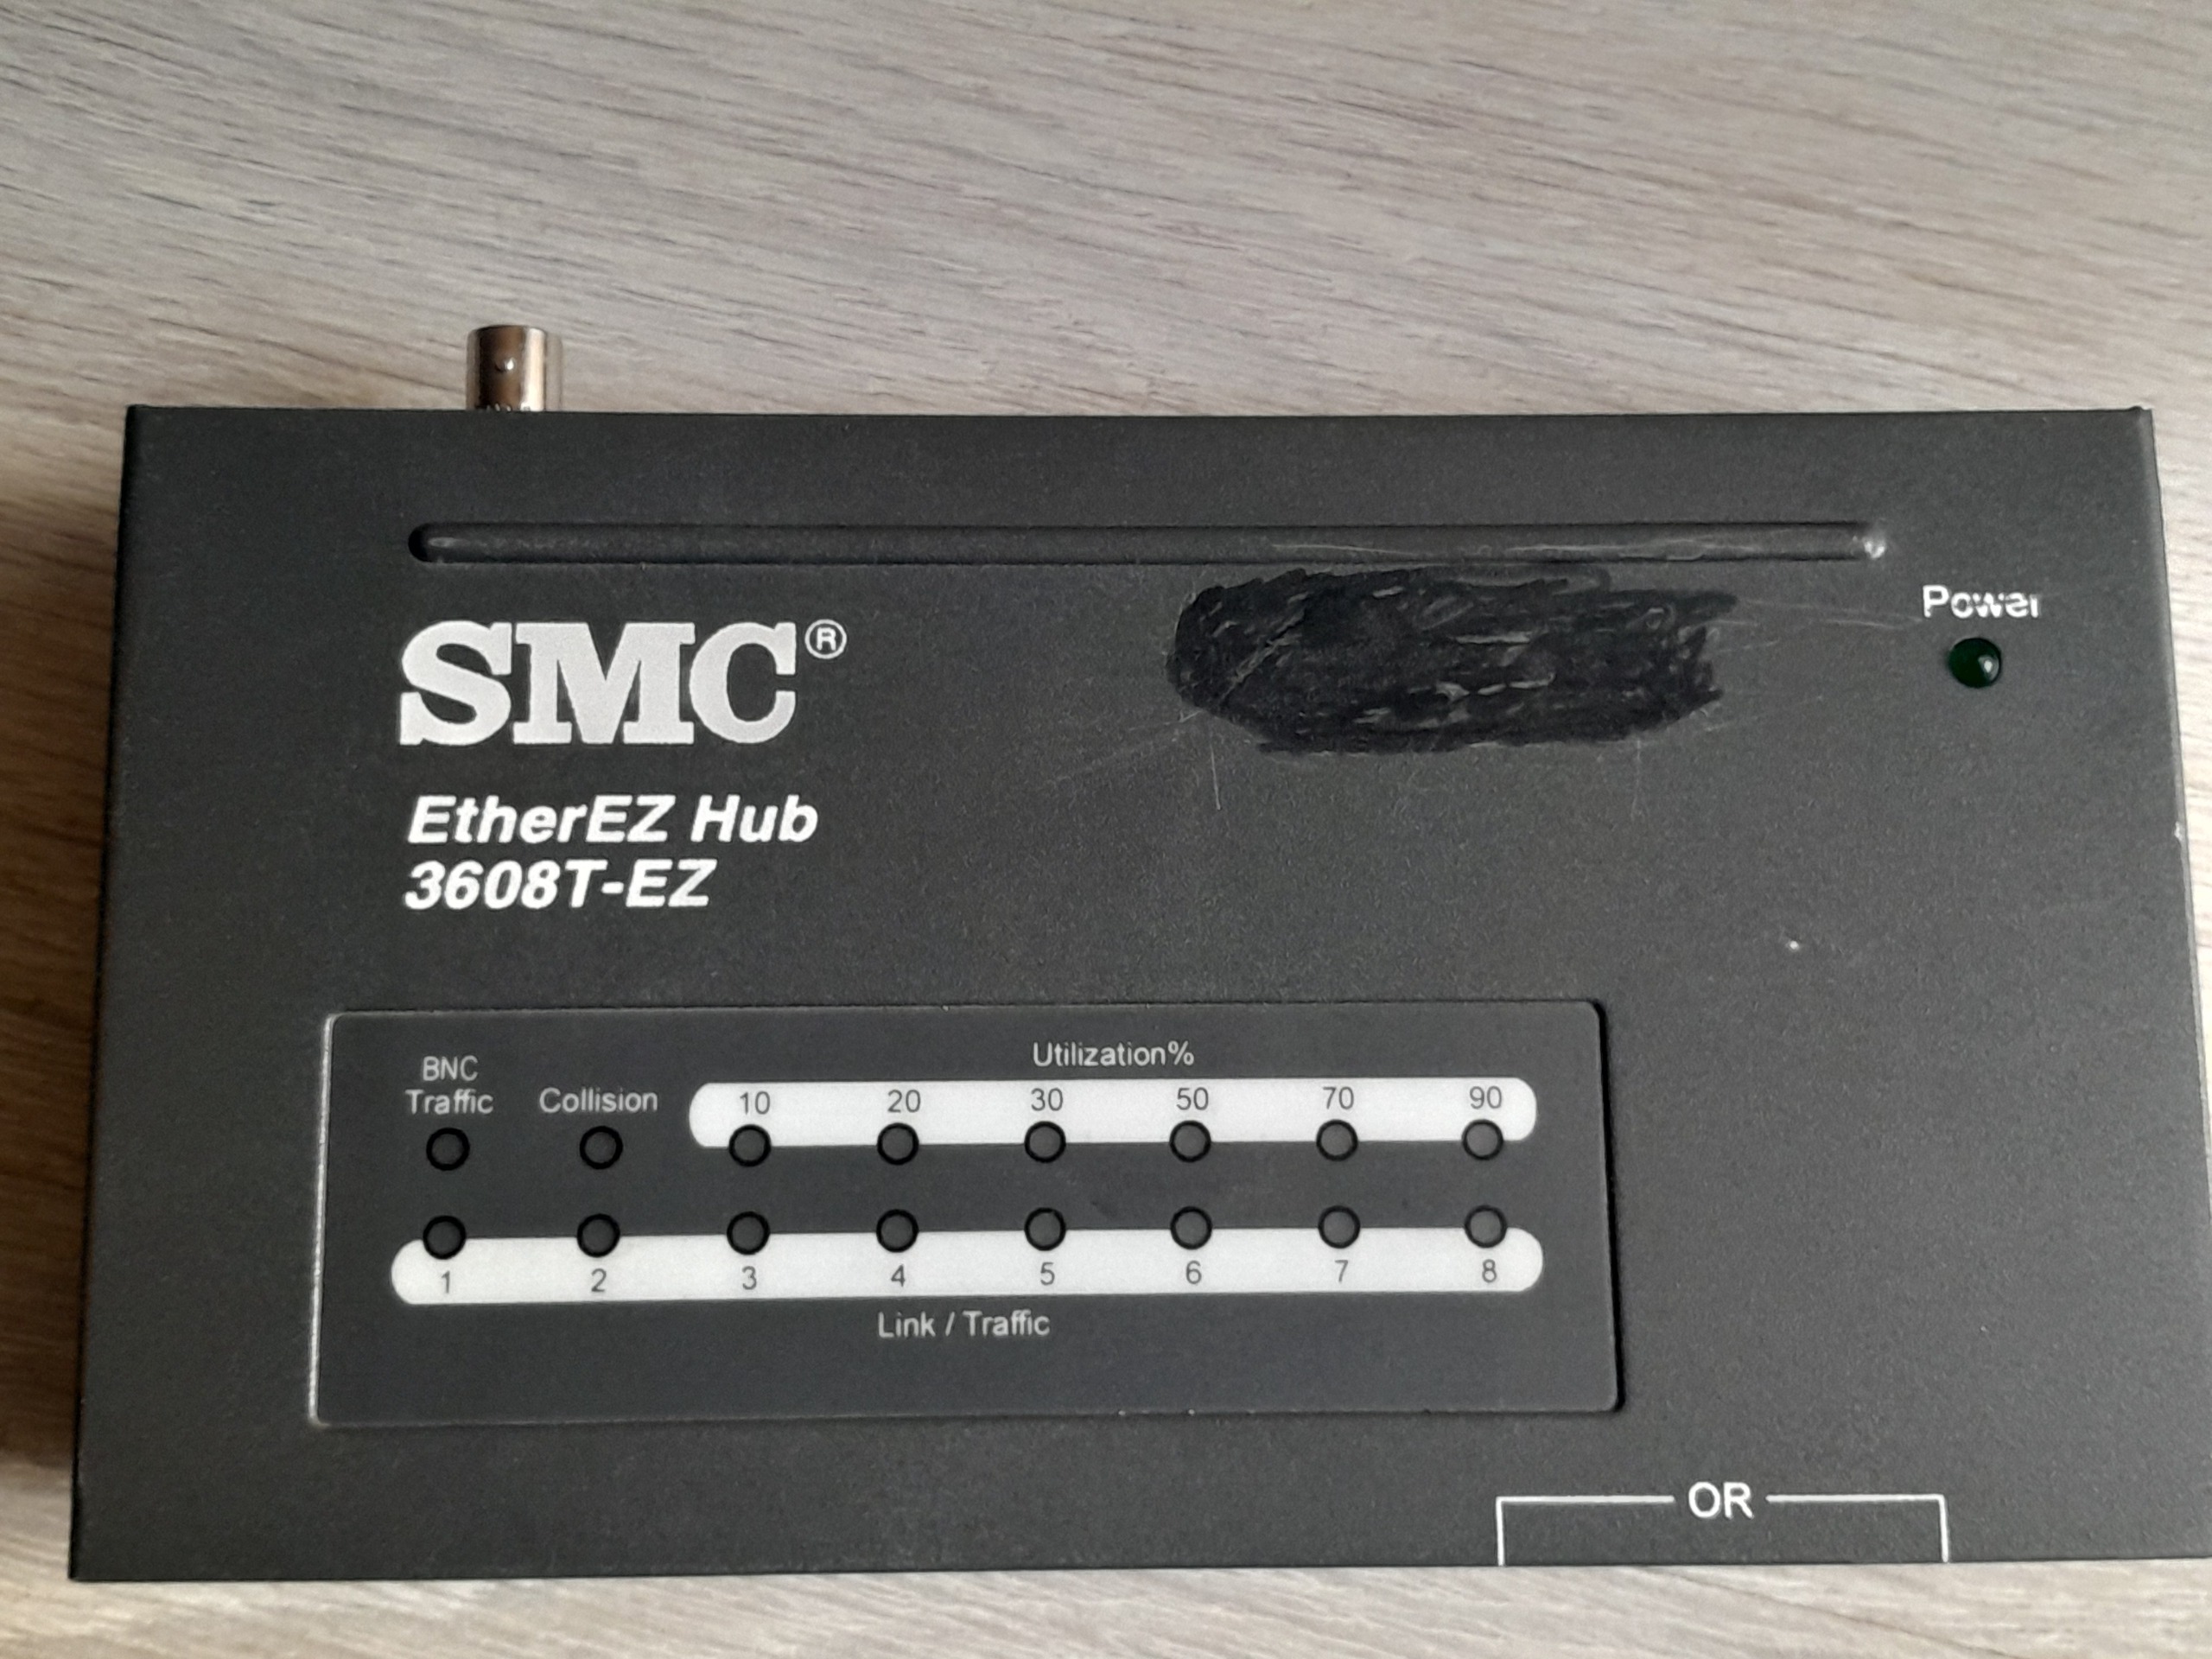 Power
SMC®
EtherEZ Hub
3608T-EZ
Utilization%
BNC
Traffic Collision 10 20 30 50 70 90
1 2 3 4 5 6 7 8
Link / Traffic
OR